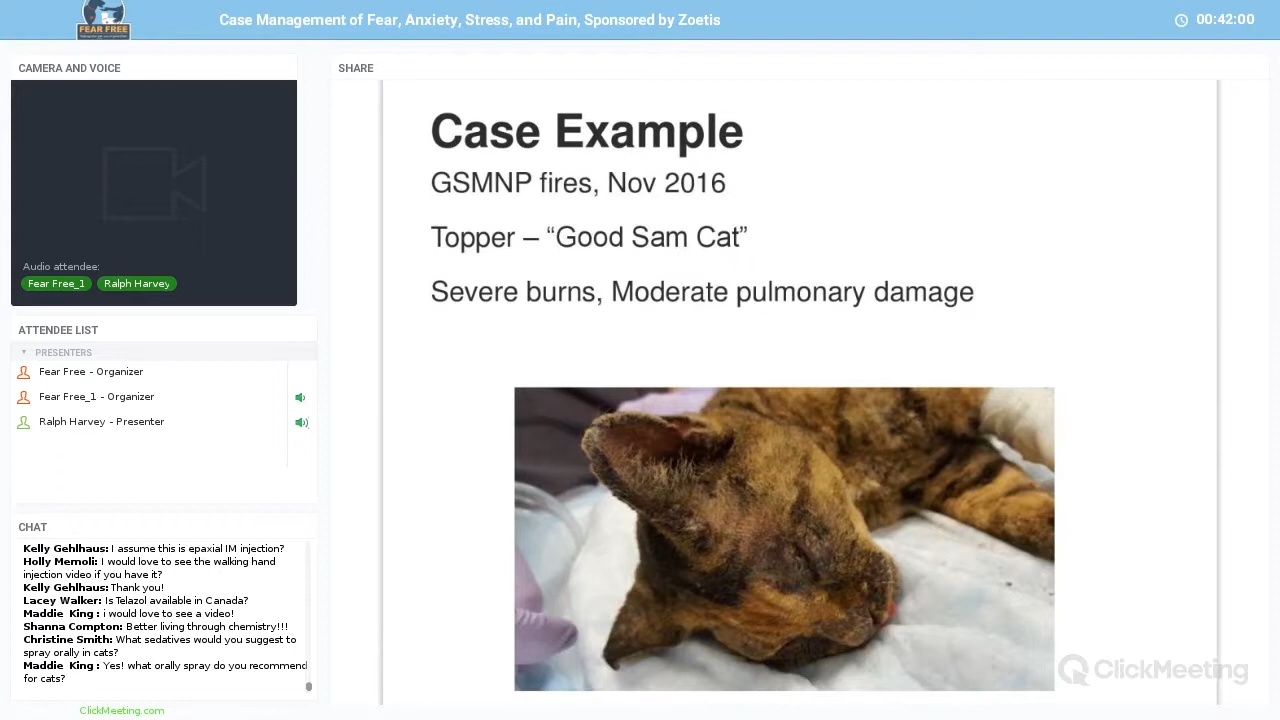 FEAR FREE
Case Management of Fear, Anxiety, Stress, and Pain, Sponsored by Zoetis
00:42:00
CAMERA AND VOICE
Audio attendee:
Fear Free_1
Ralph Harvey
ATTENDEE LIST
PRESENTERS
Fear Free - Organizer
Fear Free_1 - Organizer
Ralph Harvey - Presenter
CHAT
Kelly Gehlhaus: I assume this is epaxial IM injection?
Holly Memoli: I would love to see the walking hand
injection video if you have it?
Kelly Gehlhaus: Thank you!
Lacey Walker: Is Telazol available in Canada?
Maddie King : i would love to see a video!
Shanna Compton: Better living through chemistry!!!
Christine Smith: What sedatives would you suggest to
spray orally in cats?
Maddie King : Yes! what orally spray do you recommend
for cats?
ClickMeeting.com
SHARE
Case Example
GSMNP fires, Nov 2016
Topper – “Good Sam Cat”
Severe burns, Moderate pulmonary damage
ClickMeeting